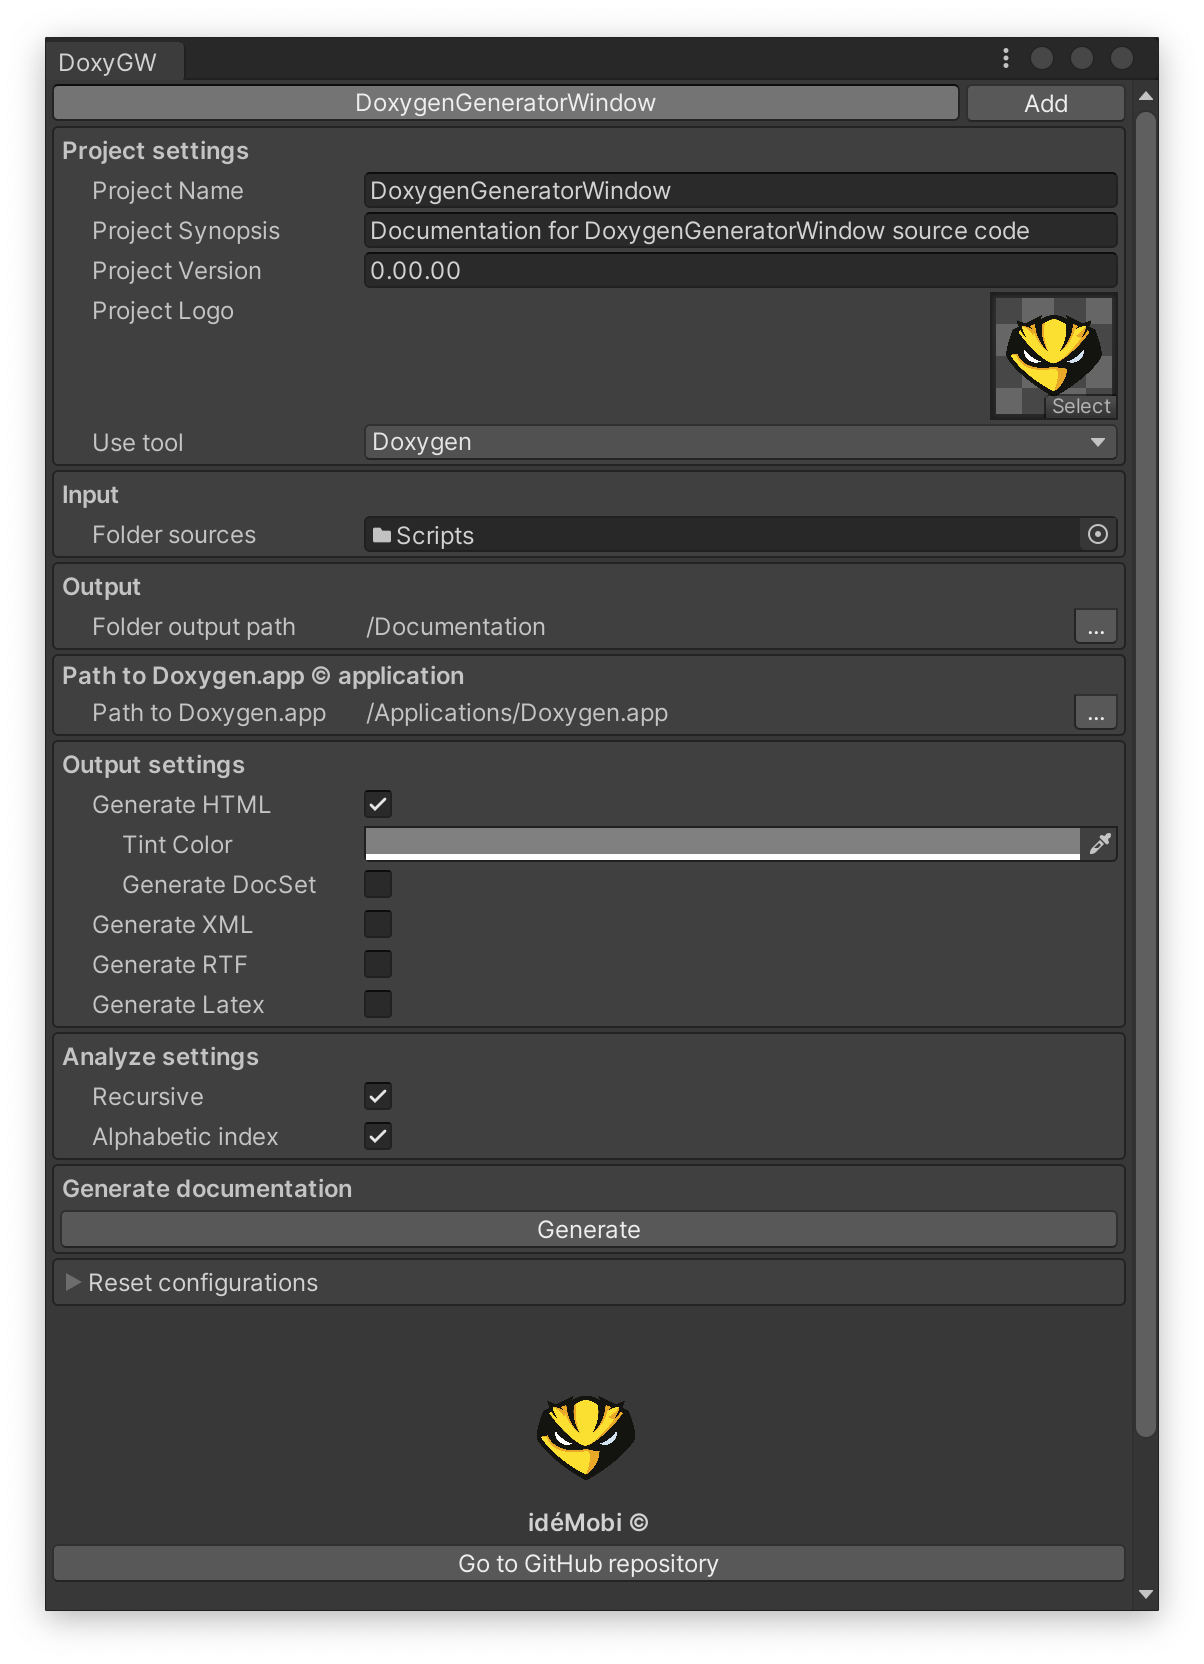 DoxyGW
DoxygenGeneratorWindow Add
Project settings
Project Name DoxygenGeneratorWindow
Project Synopsis Documentation for DoxygenGeneratorWindow source code
Project Version 0.00.00
Project Logo
Select
Use tool Doxygen
Input
Folder sources Scripts
Output
Folder output path /Documentation ...
Path to Doxygen.app © application
Path to Doxygen.app /Applications/Doxygen.app ...
Output settings
Generate HTML
Tint Color
Generate DocSet
Generate XML
Generate RTF
Generate Latex
Analyze settings
Recursive
Alphabetic index
Generate documentation
Generate
Reset configurations
idéMobi ©
Go to GitHub repository